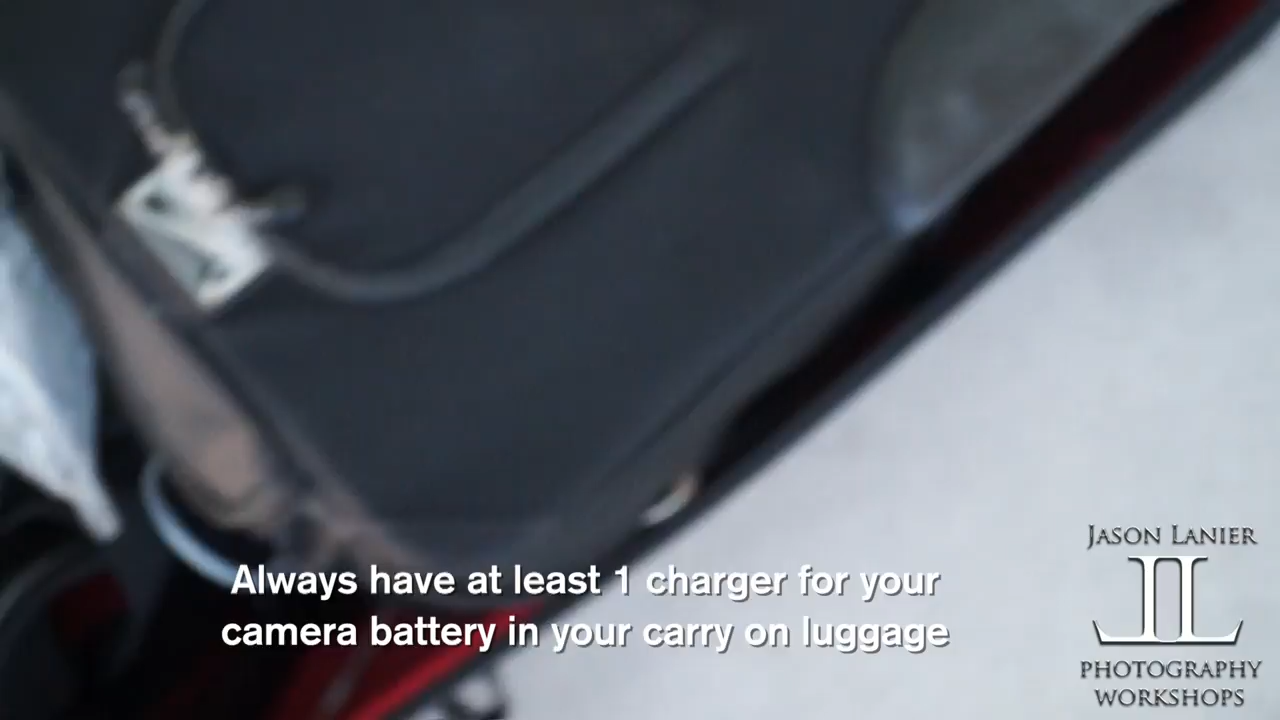 Always have at least 1 charger for your
camera battery in your carry on luggage
JASON LANIER
JL
PHOTOGRAPHY
WORKSHOPS